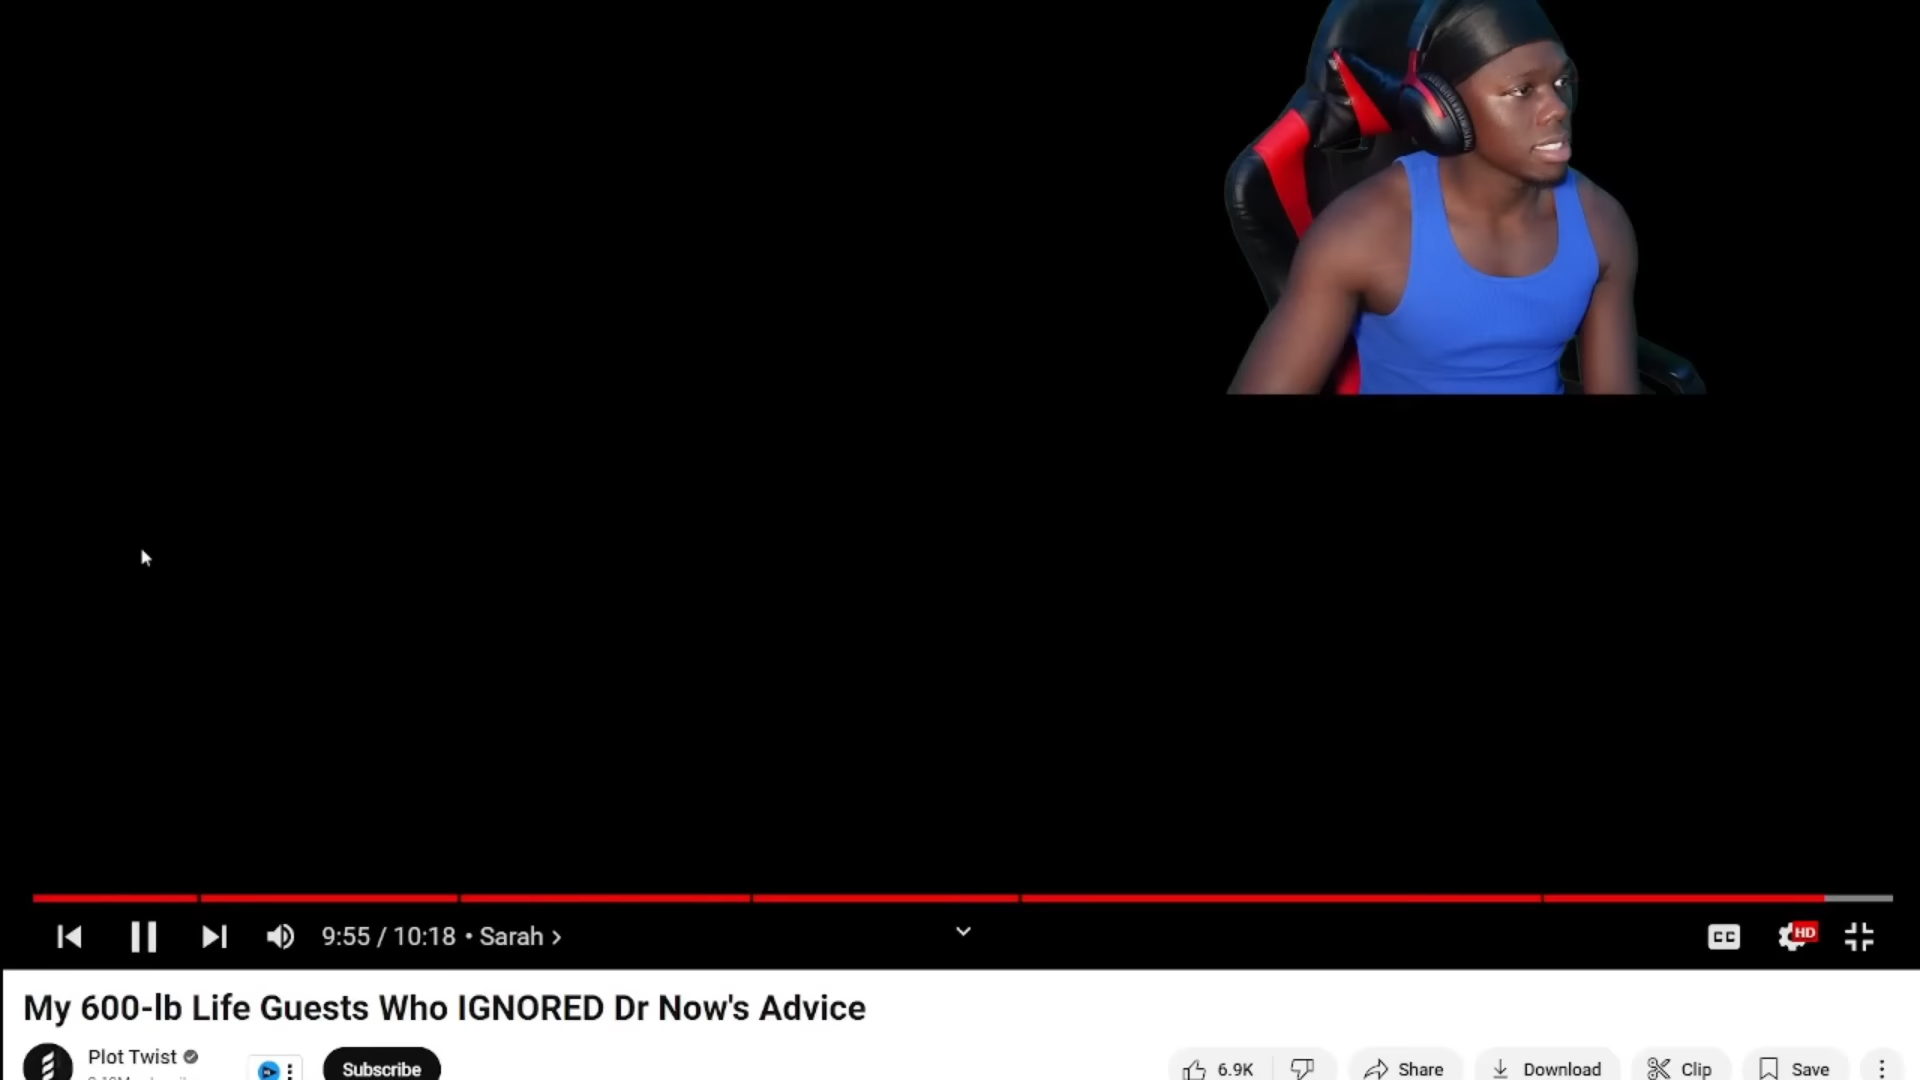 9:55 / 10:18 • Sarah >
CC
HD
My 600-lb Life Guests Who IGNORED Dr Now's Advice
Plot Twist
Subscribe
6.9K
Share
Download
Clip
Save